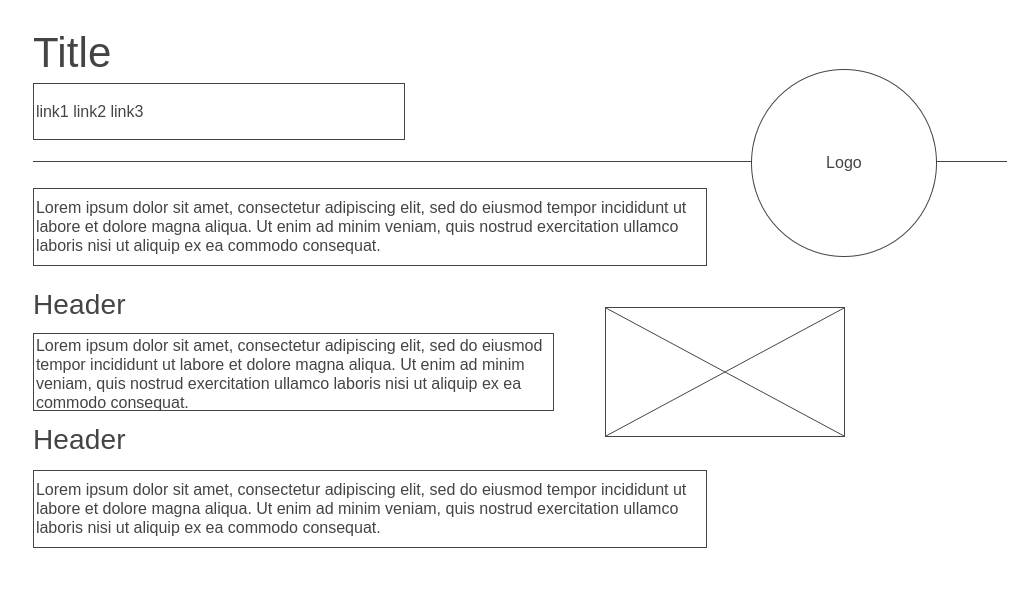 Title
link1 link2 link3
Logo
Lorem ipsum dolor sit amet, consectetur adipiscing elit, sed do eiusmod tempor incididunt ut
labore et dolore magna aliqua. Ut enim ad minim veniam, quis nostrud exercitation ullamco
laboris nisi ut aliquip ex ea commodo consequat.
Header
Lorem ipsum dolor sit amet, consectetur adipiscing elit, sed do eiusmod
tempor incididunt ut labore et dolore magna aliqua. Ut enim ad minim
veniam, quis nostrud exercitation ullamco laboris nisi ut aliquip ex ea
commodo consequat.
Header
Lorem ipsum dolor sit amet, consectetur adipiscing elit, sed do eiusmod tempor incididunt ut
labore et dolore magna aliqua. Ut enim ad minim veniam, quis nostrud exercitation ullamco
laboris nisi ut aliquip ex ea commodo consequat.